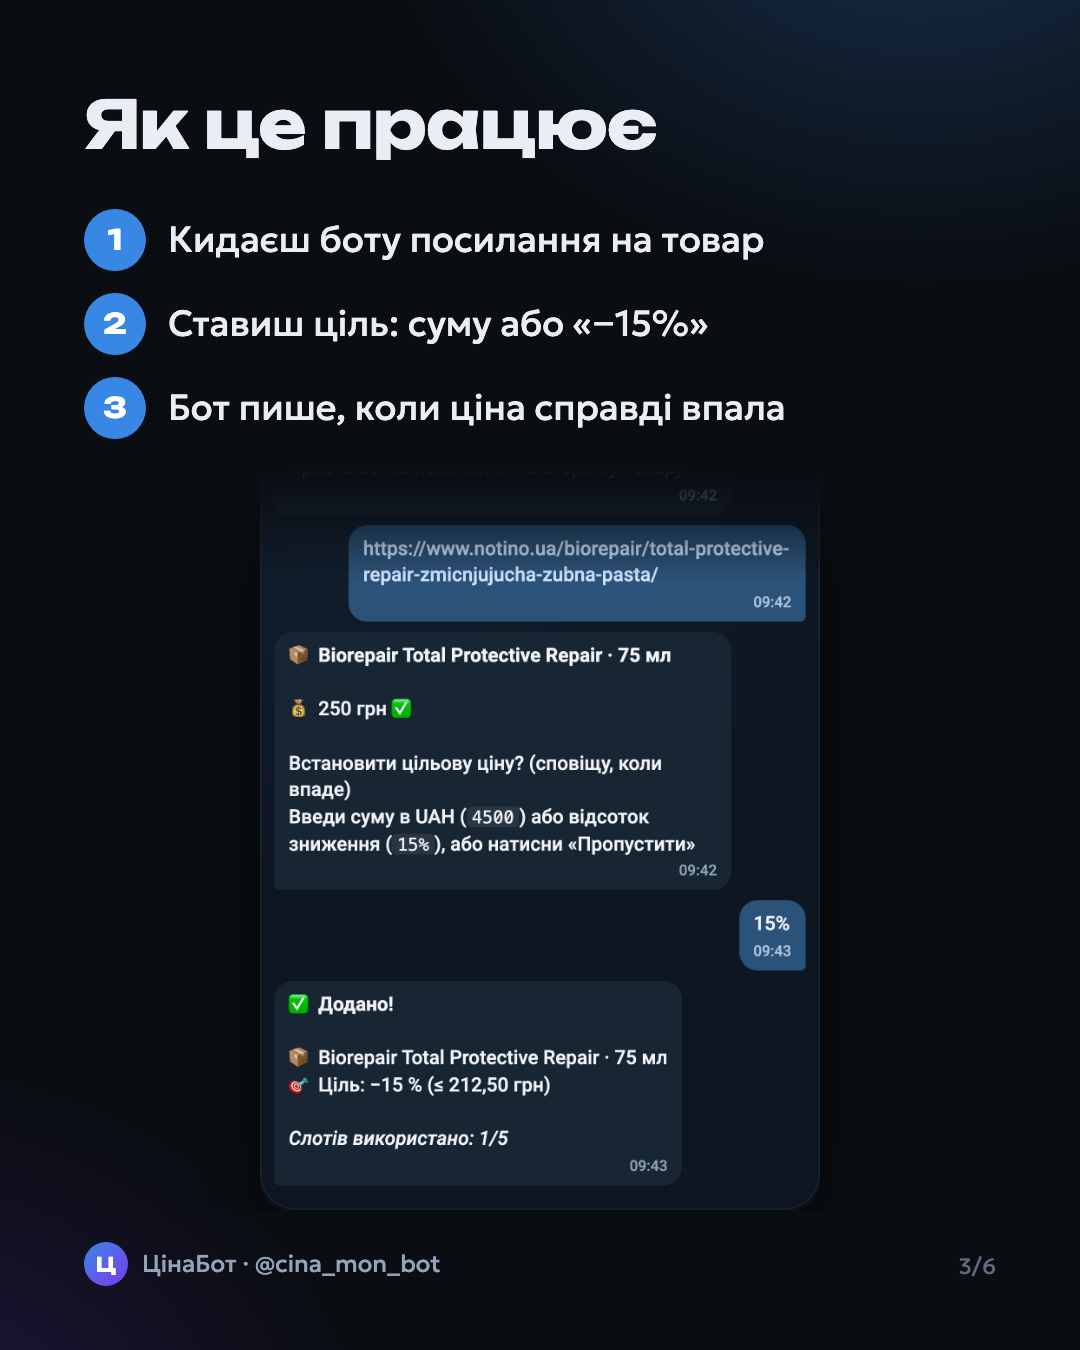 Як це працює
1 Кидаєш боту посилання на товар
2 Ставиш ціль: суму або «−15%»
3 Бот пише, коли ціна справді впала
09:42
https://www.notino.ua/biorepair/total-protective-
repair-zmicnjujucha-zubna-pasta/
09:42
📦 Biorepair Total Protective Repair · 75 мл
💰 250 грн ✅
Встановити цільову ціну? (сповіщу, коли
впаде)
Введи суму в UAH ( 4500 ) або відсоток
зниження ( 15% ), або натисни «Пропустити»
09:42
15%
09:43
✅ Додано!
📦 Biorepair Total Protective Repair · 75 мл
🎯 Ціль: −15 % (≤ 212,50 грн)
Слотів використано: 1/5
09:43
Ц ЦінаБот · @cina_mon_bot
3/6